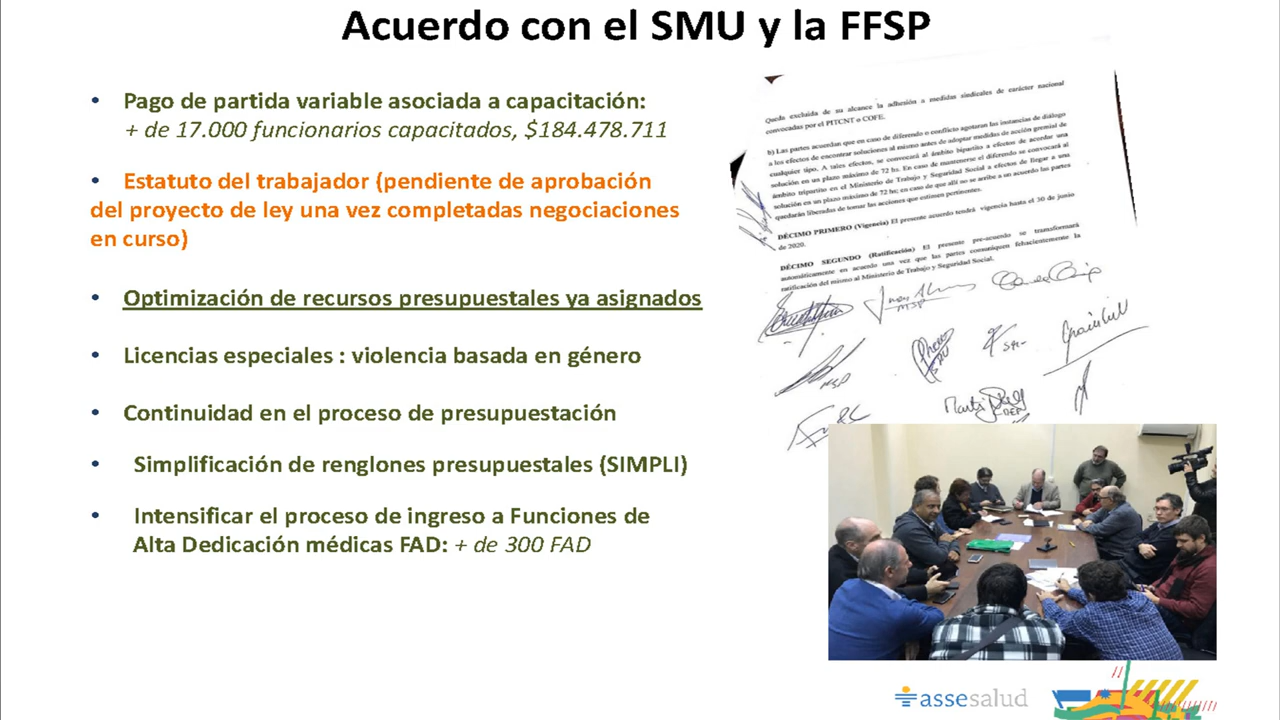 Acuerdo con el SMU y la FFSP
• Pago de partida variable asociada a capacitación:
+ de 17.000 funcionarios capacitados, $184.478.711
• Estatuto del trabajador (pendiente de aprobación
del proyecto de ley una vez completadas negociaciones
en curso)
• Optimización de recursos presupuestales ya asignados
• Licencias especiales : violencia basada en género
• Continuidad en el proceso de presupuestación
• Simplificación de renglones presupuestales (SIMPLI)
• Intensificar el proceso de ingreso a Funciones de
Alta Dedicación médicas FAD: + de 300 FAD
Queda excluida de su alcance la adhesión a medidas sindicales de carácter nacional
convocadas por el PITCNT o COFE.
b) Las partes acuerdan que en caso de diferendo o conflicto agotaran las instancias de diálogo
a los efectos de encontrar soluciones al mismo antes de adoptar medidas de acción gremial de
cualquier tipo. A tales efectos, se convocará al ámbito bipartito a efectos de acordar una
solución en un plazo máximo de 72 hs. En caso de mantenerse el diferendo se convocará al
ámbito tripartito en el Ministerio de Trabajo y Seguridad Social a efectos de llegar a una
solución en un plazo máximo de 72 hs; en caso de que allí no se arribe a un acuerdo las partes
quedarán liberadas de tomar las acciones que estimen pertinentes.
DÉCIMO PRIMERO (Vigencia) El presente acuerdo tendrá vigencia hasta el 30 de junio
de 2020.
DÉCIMO SEGUNDO (Ratificación) El presente pre-acuerdo se transformará
automáticamente en acuerdo una vez que las partes comuniquen fehacientemente la
ratificación del mismo al Ministerio de Trabajo y Seguridad Social.
MSP
SMU
MSP
assesalud